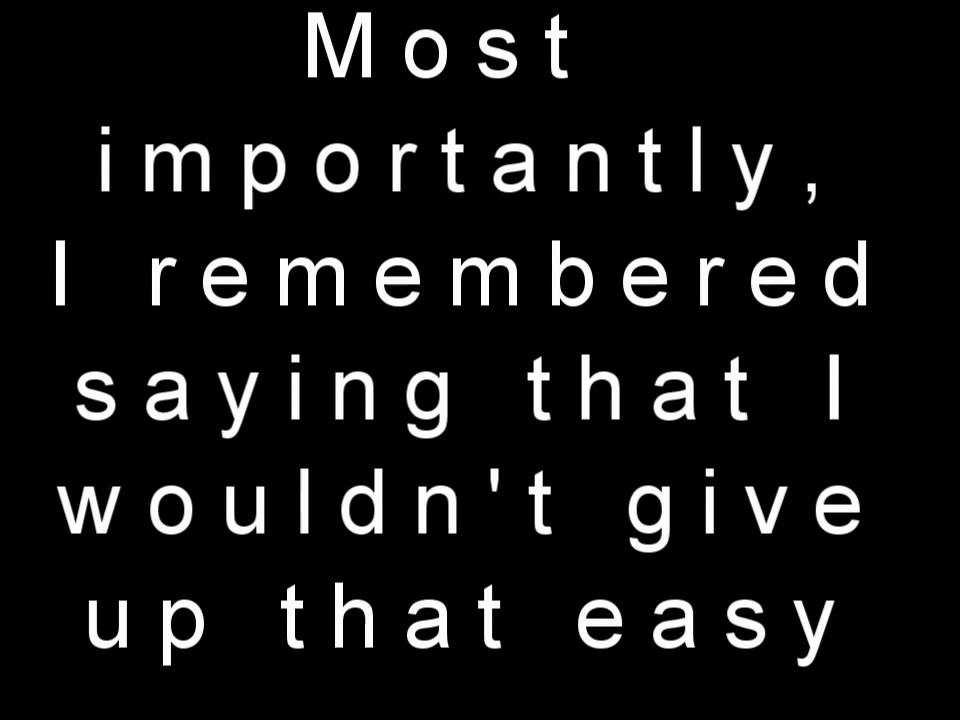 Most
importantly,
I remembered
saying that I
wouldn't give
up that easy